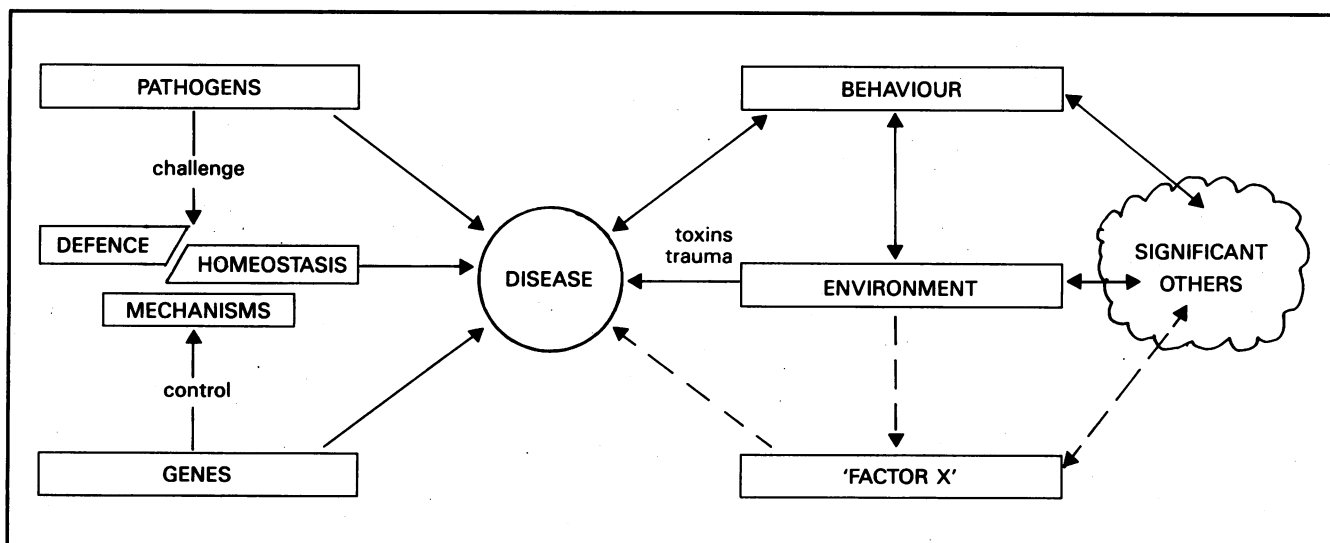 PATHOGENS
challenge
DEFENCE
HOMEOSTASIS
MECHANISMS
control
GENES
DISEASE
toxins
trauma
BEHAVIOUR
ENVIRONMENT
'FACTOR X'
SIGNIFICANT
OTHERS